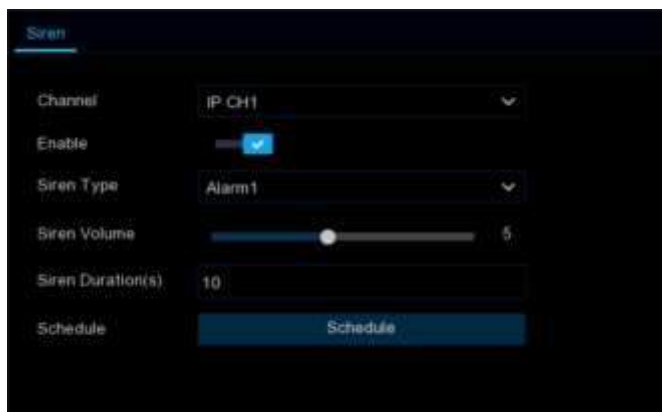 Siren
Channel IP CH1
Enable
Siren Type Alarm1
Siren Volume 5
Siren Duration(s) 10
Schedule Schedule